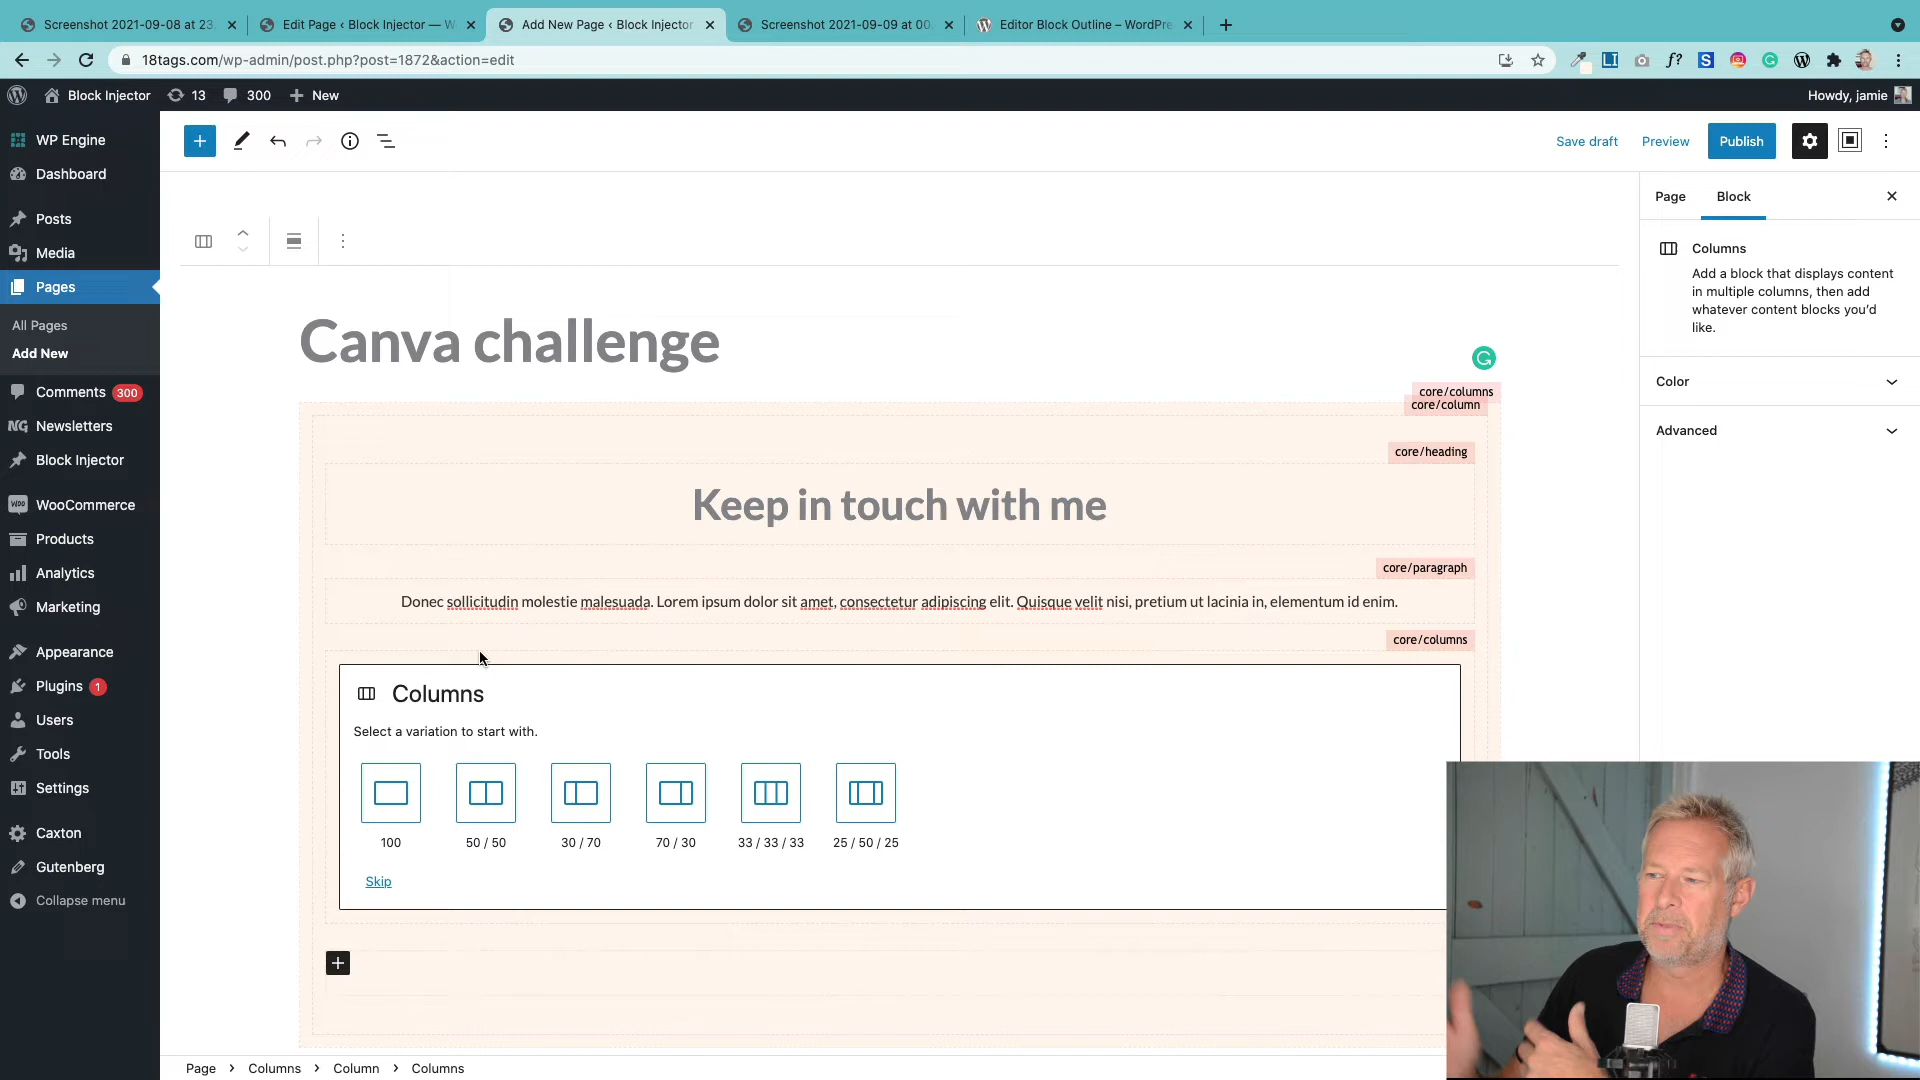 Screenshot 2021-09-08 at 23.
Edit Page ‹ Block Injector — W
Add New Page ‹ Block Injector
Screenshot 2021-09-09 at 00.
Editor Block Outline – WordPre
18tags.com/wp-admin/post.php?post=1872&action=edit
Block Injector
13
300
New
Howdy, jamie
WP Engine
Dashboard
Posts
Media
Pages
All Pages
Add New
Comments 300
Newsletters
Block Injector
WooCommerce
Products
Analytics
Marketing
Appearance
Plugins 1
Users
Tools
Settings
Caxton
Gutenberg
Collapse menu
Save draft
Preview
Publish
Canva challenge
core/columns
core/column
core/heading
Keep in touch with me
core/paragraph
Donec sollicitudin molestie malesuada. Lorem ipsum dolor sit amet, consectetur adipiscing elit. Quisque velit nisi, pretium ut lacinia in, elementum id enim.
core/columns
Columns
Select a variation to start with.
100
50 / 50
30 / 70
70 / 30
33 / 33 / 33
25 / 50 / 25
Skip
Page
Block
Columns
Add a block that displays content
in multiple columns, then add
whatever content blocks you'd
like.
Color
Advanced
Page > Columns > Column > Columns